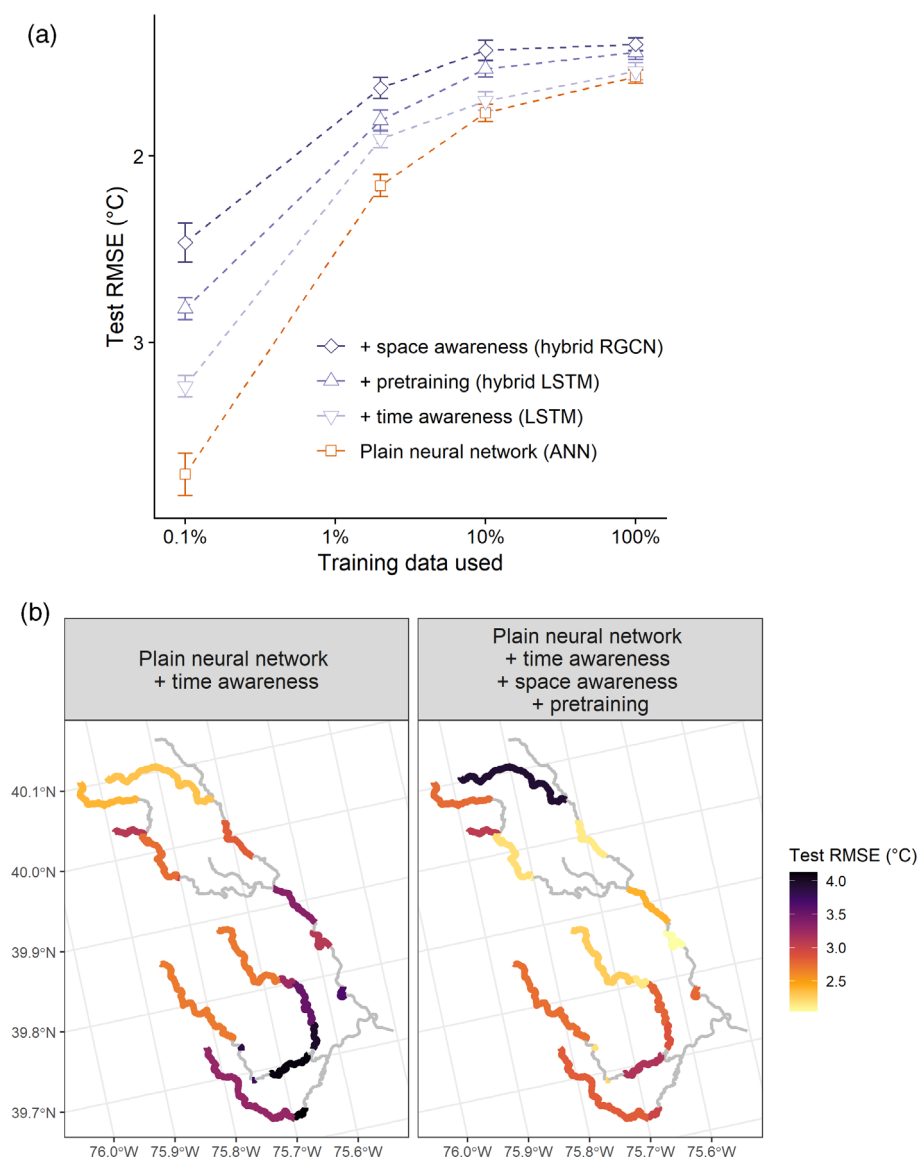 (a)
Test RMSE (°C)
2
3
+ space awareness (hybrid RGCN)
+ pretraining (hybrid LSTM)
+ time awareness (LSTM)
Plain neural network (ANN)
0.1%
1%
10%
100%
Training data used
(b)
Plain neural network
+ time awareness
Plain neural network
+ time awareness
+ space awareness
+ pretraining
40.1°N
40.0°N
39.9°N
39.8°N
39.7°N
76.0°W 75.9°W 75.8°W 75.7°W 75.6°W
76.0°W 75.9°W 75.8°W 75.7°W 75.6°W
Test RMSE (°C)
4.0
3.5
3.0
2.5